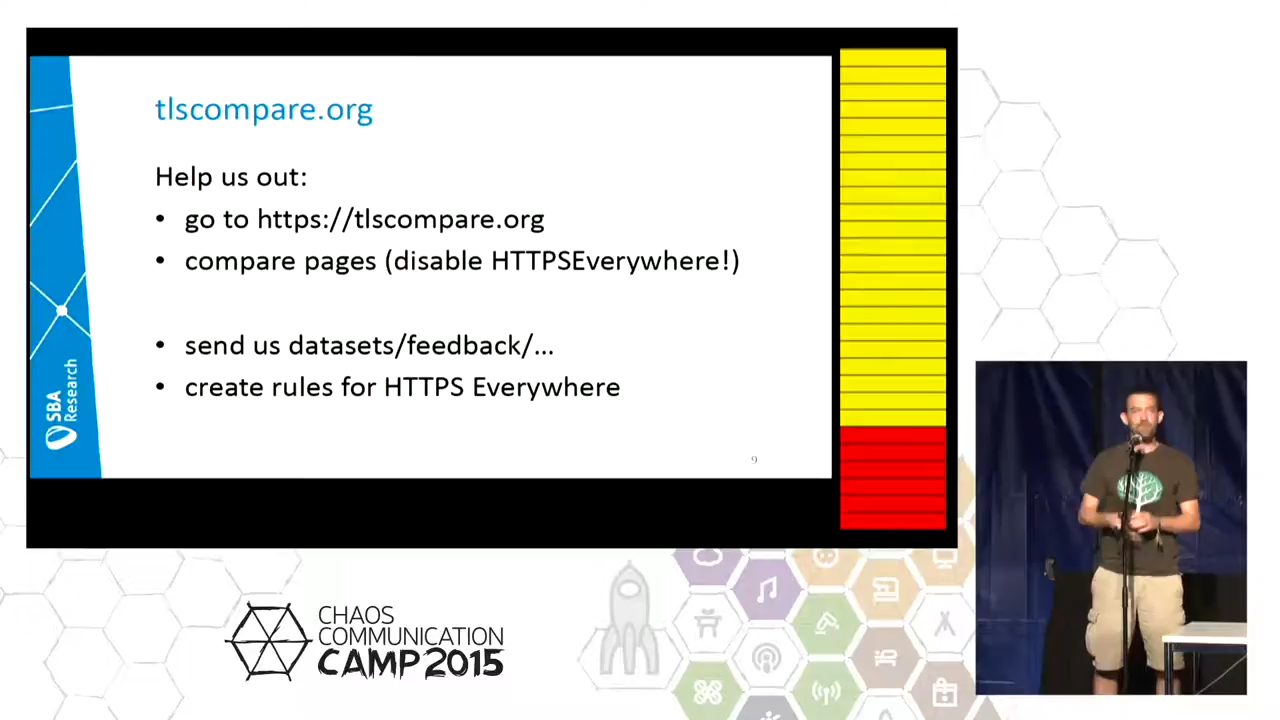 tlscompare.org
Help us out:
• go to https://tlscompare.org
• compare pages (disable HTTPSEverywhere!)
• send us datasets/feedback/...
• create rules for HTTPS Everywhere
9
SBA
Research
CHAOS
COMMUNICATION
CAMP 2015